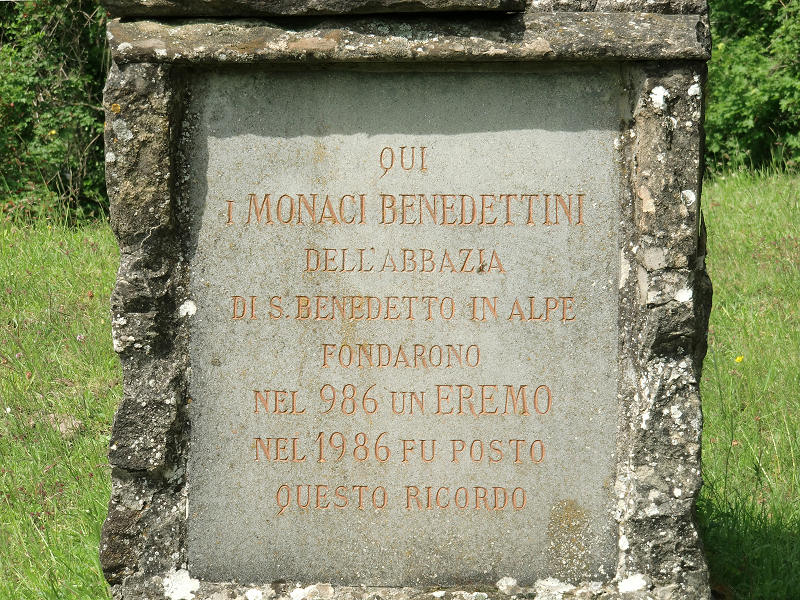 QUI
I MONACI BENEDETTINI
DELL'ABBAZIA
DI S. BENEDETTO IN ALPE
FONDARONO
NEL 986 UN EREMO
NEL 1986 FU POSTO
QUESTO RICORDO